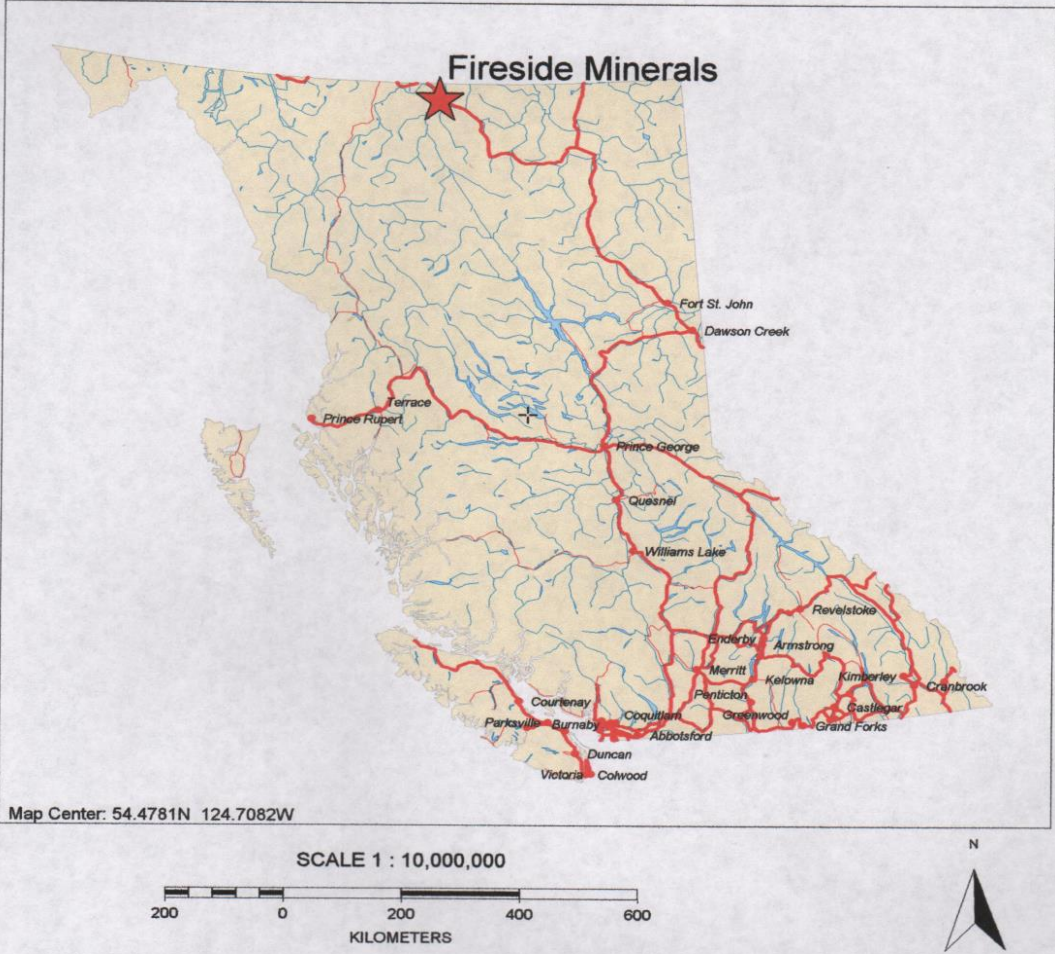 Fireside Minerals
Fort St. John
Dawson Creek
Terrace
Prince Rupert
Prince George
Quesnel
Williams Lake
Revelstoke
Enderby
Armstrong
Merritt
Kelowna
Kimberley
Cranbrook
Penticton
Courtenay
Castlegar
Coquitlam
Greenwood
Parksville
Burnaby
Grand Forks
Abbotsford
Duncan
Victoria
Colwood
Map Center: 54.4781N 124.7082W
N
SCALE 1 : 10,000,000
200 0 200 400 600
KILOMETERS